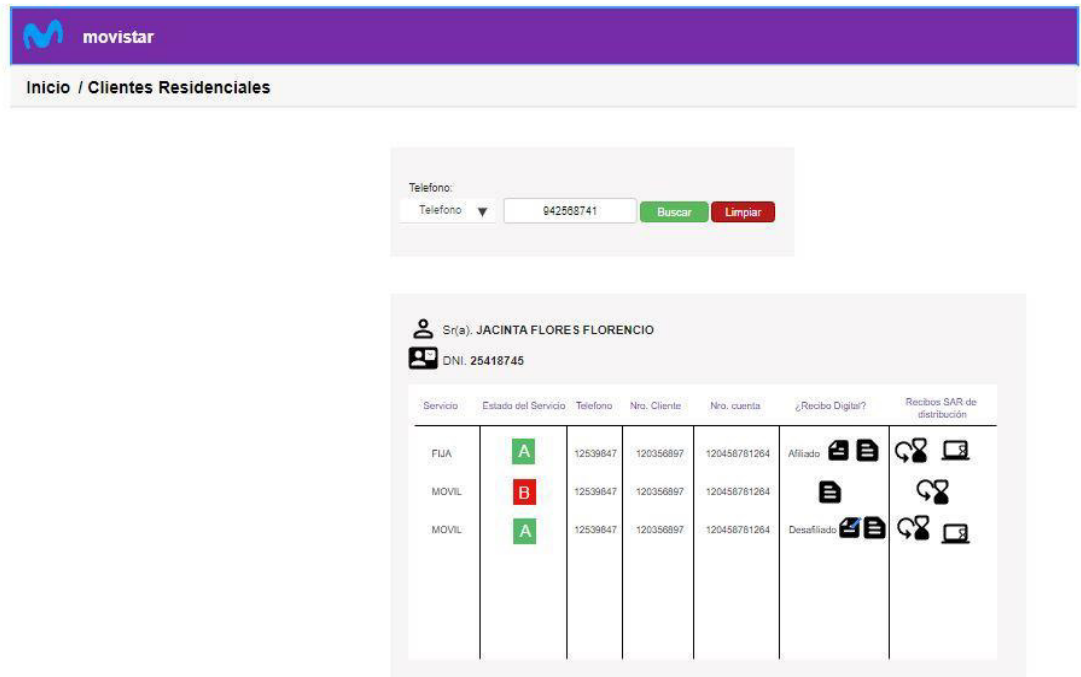 movistar
Inicio / Clientes Residenciales
Telefono:
Telefono 942568741 Buscar Limpiar
Sr(a). JACINTA FLORES FLORENCIO
DNI. 25418745
Servicio Estado del Servicio Telefono Nro. Cliente Nro. cuenta ¿Recibo Digital? Recibos SAR de
distribución
FIJA A 12539847 120356897 120458781264 Afiliado
MOVIL B 12539847 120356897 120458781264
MOVIL A 12539847 120356897 120458781264 Desafiliado